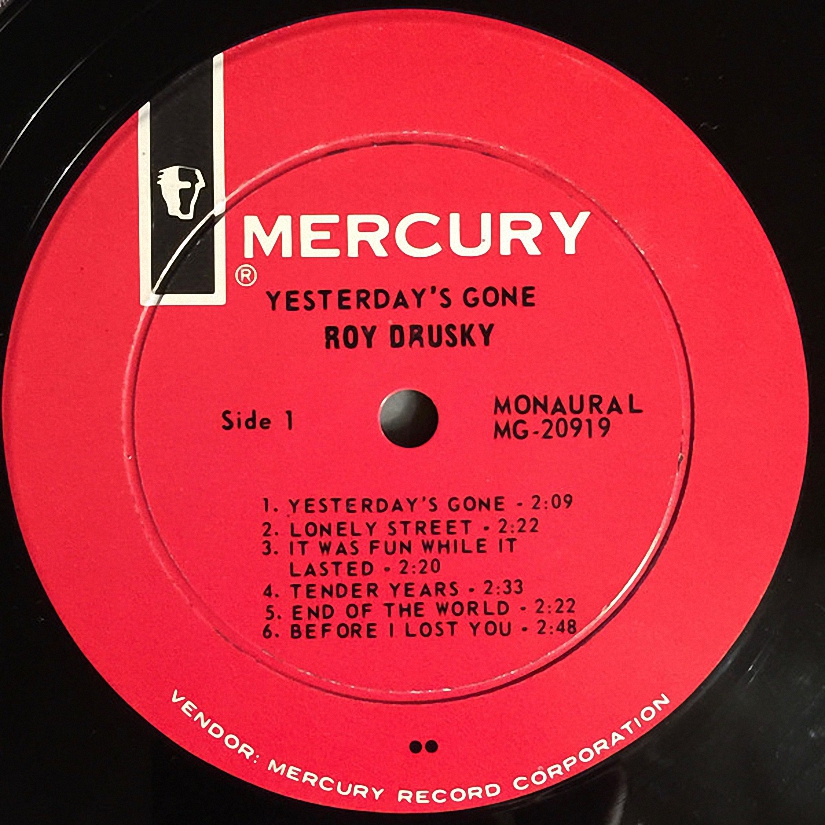 MERCURY
®
YESTERDAY'S GONE
ROY DRUSKY
Side 1
MONAURAL
MG-20919
1. YESTERDAY'S GONE - 2:09
2. LONELY STREET - 2:22
3. IT WAS FUN WHILE IT
LASTED - 2:20
4. TENDER YEARS - 2:33
5. END OF THE WORLD - 2:22
6. BEFORE I LOST YOU - 2:48
VENDOR: MERCURY RECORD CORPORATION